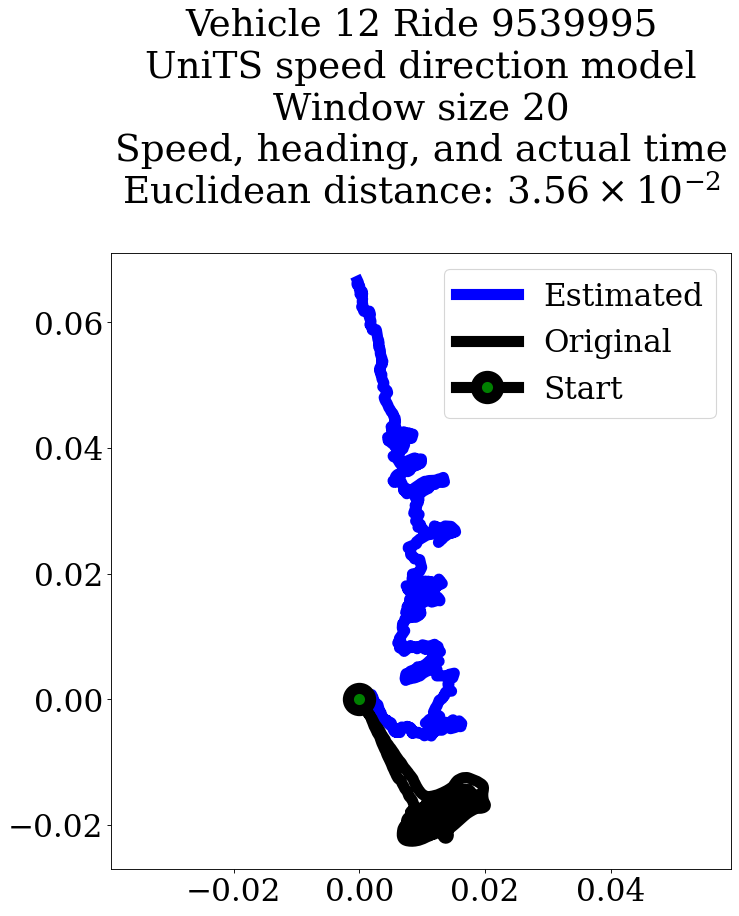 Vehicle 12 Ride 9539995
UniTS speed direction model
Window size 20
Speed, heading, and actual time
Euclidean distance: 3.56 × 10⁻²
Estimated
Original
Start
0.06
0.04
0.02
0.00
−0.02
−0.02 0.00 0.02 0.04